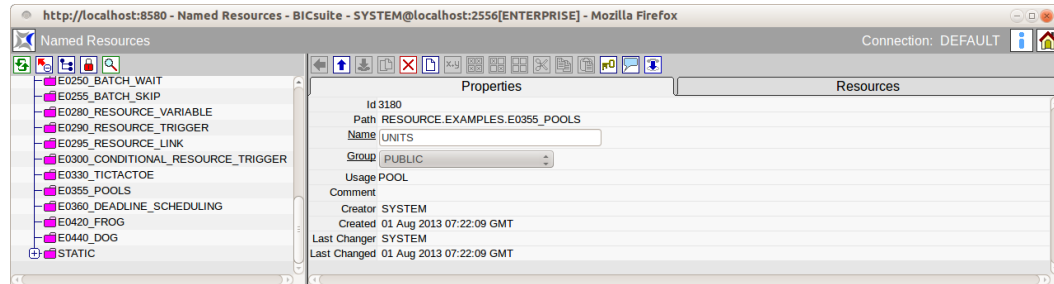 http://localhost:8580 - Named Resources - BICsuite - SYSTEM@localhost:2556[ENTERPRISE] - Mozilla Firefox
Named Resources
Connection: DEFAULT
E0250_BATCH_WAIT
E0255_BATCH_SKIP
E0280_RESOURCE_VARIABLE
E0290_RESOURCE_TRIGGER
E0295_RESOURCE_LINK
E0300_CONDITIONAL_RESOURCE_TRIGGER
E0330_TICTACTOE
E0355_POOLS
E0360_DEADLINE_SCHEDULING
E0420_FROG
E0440_DOG
STATIC
Properties
Resources
Id 3180
Path RESOURCE.EXAMPLES.E0355_POOLS
Name UNITS
Group PUBLIC
Usage POOL
Comment
Creator SYSTEM
Created 01 Aug 2013 07:22:09 GMT
Last Changer SYSTEM
Last Changed 01 Aug 2013 07:22:09 GMT